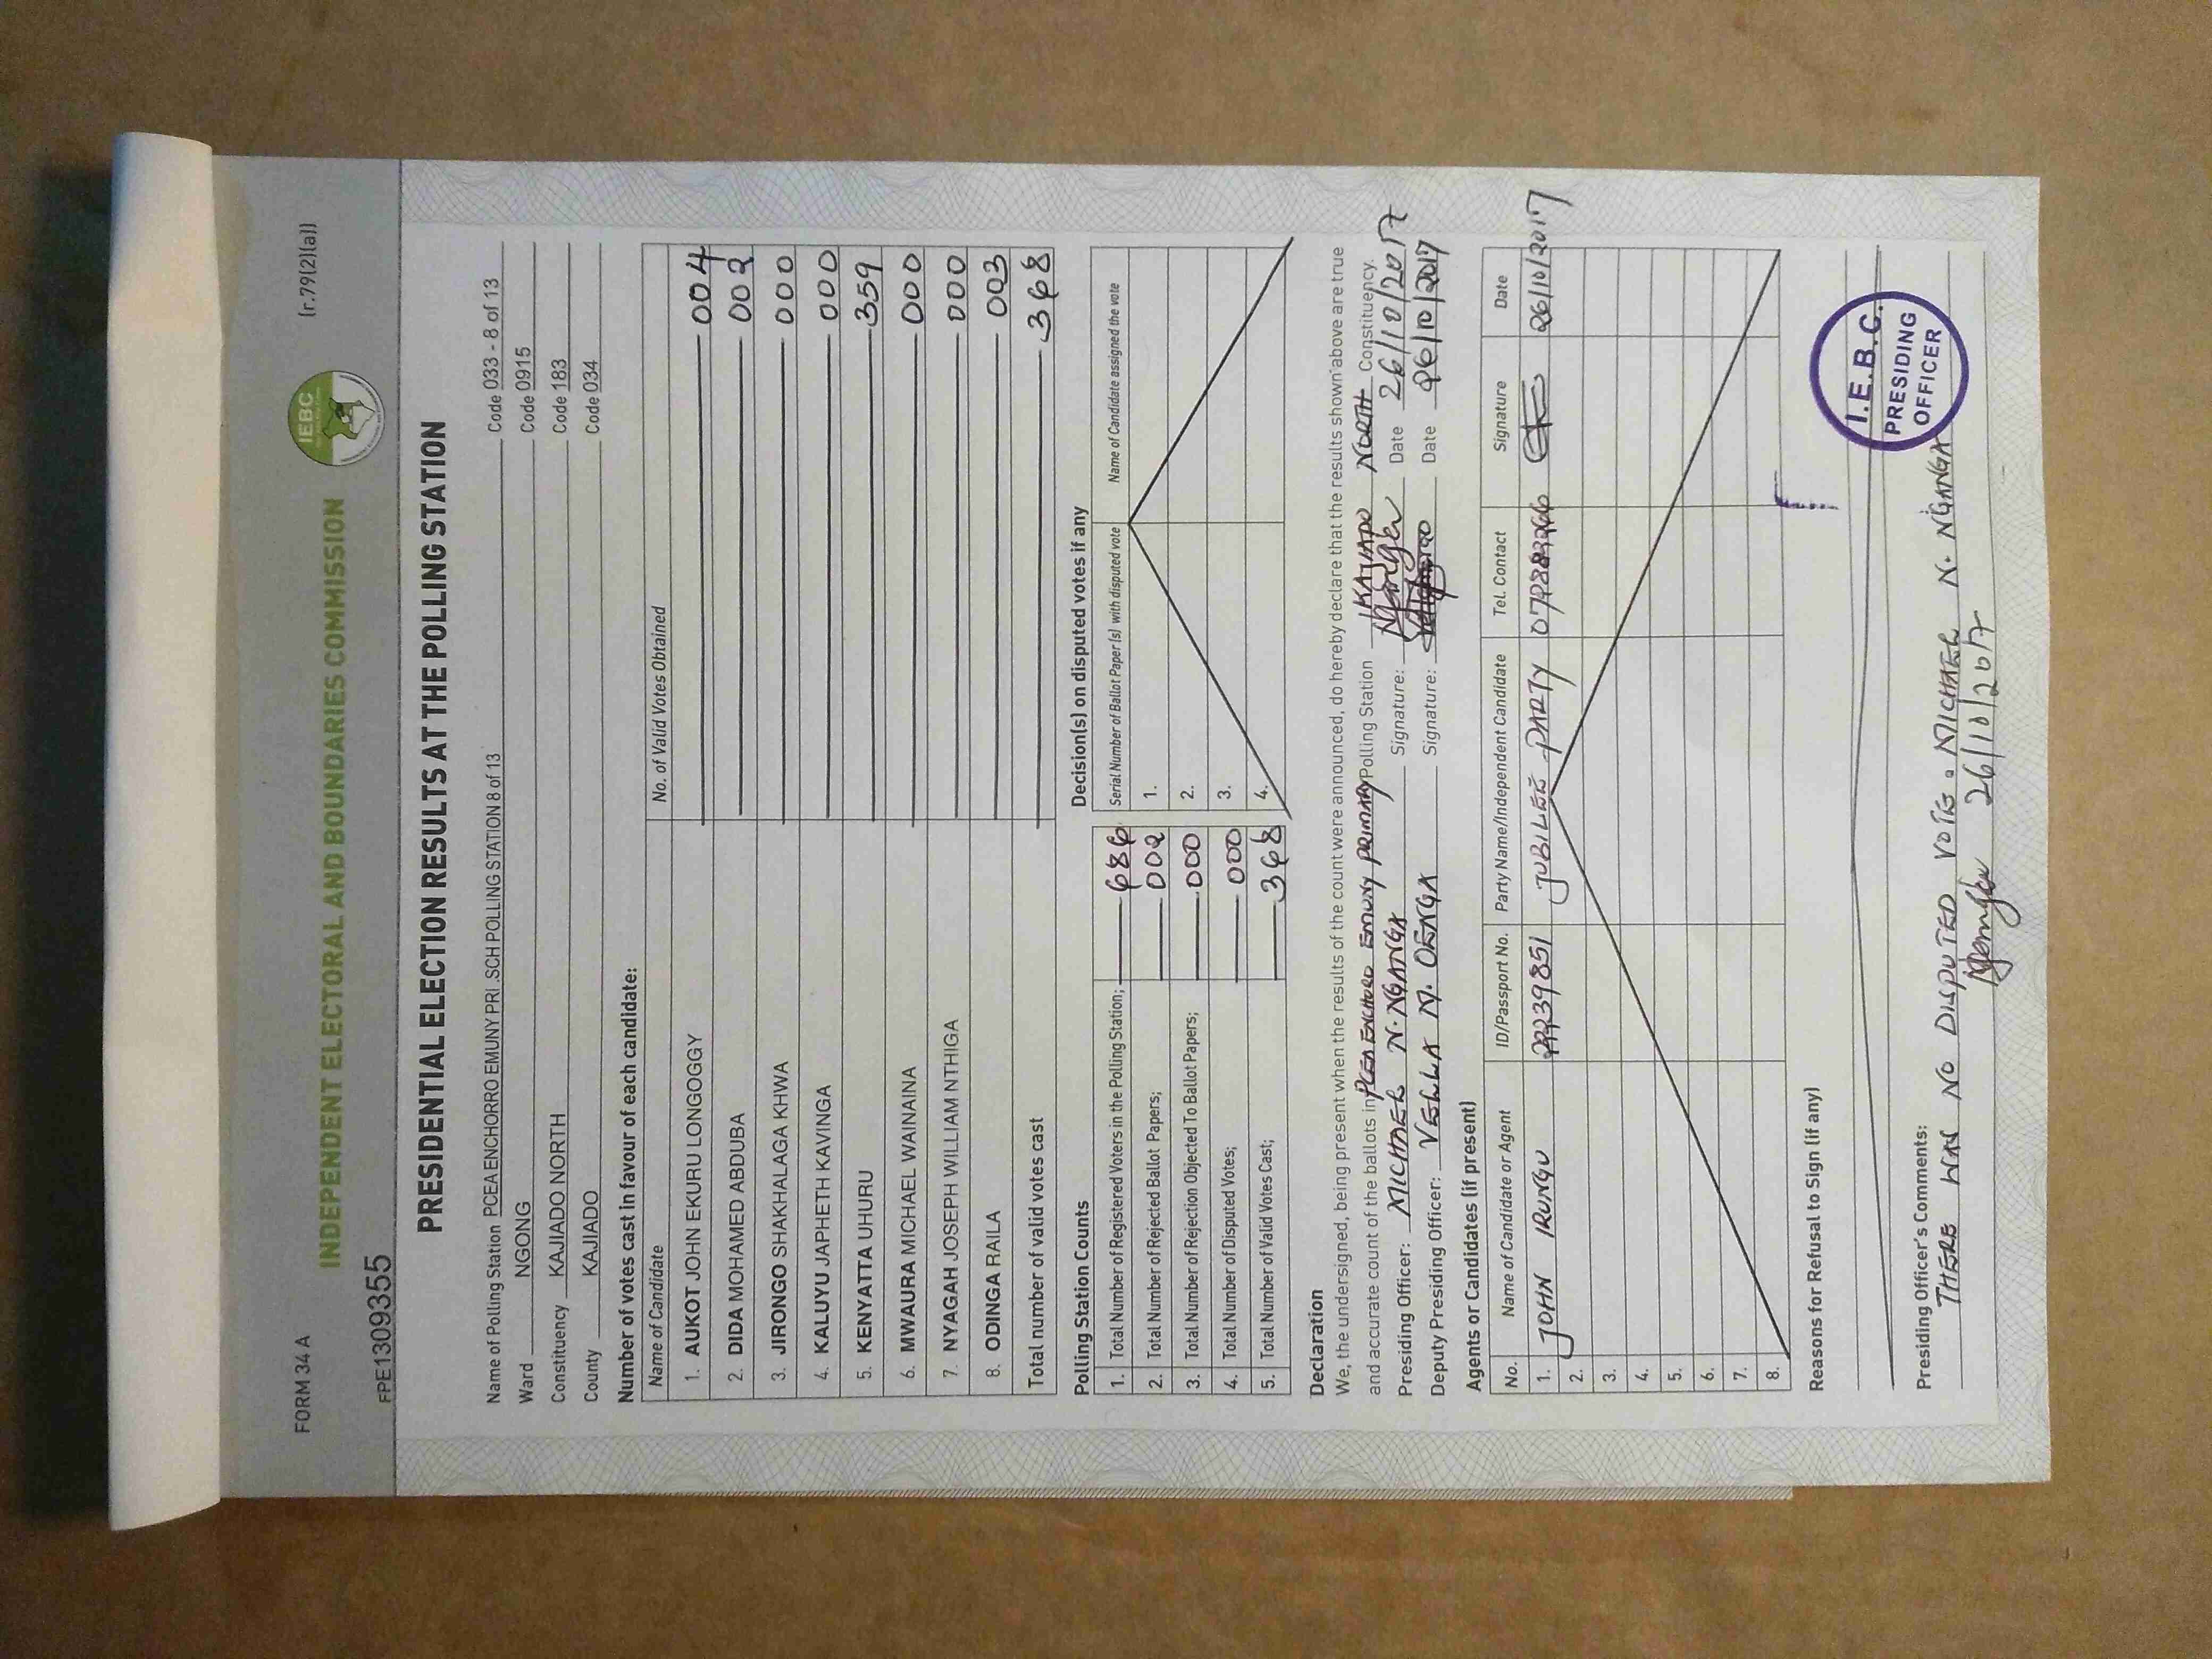 FORM 34 A
(r.79(2)(a))
INDEPENDENT ELECTORAL AND BOUNDARIES COMMISSION
IEBC
FPE1309355
PRESIDENTIAL ELECTION RESULTS AT THE POLLING STATION
Name of Polling Station PCEA ENCHORRO EMUNY PRI .SCH POLLING STATION 8 of 13 Code 033 - 8 of 13
Ward NGONG Code 0915
Constituency KAJIADO NORTH Code 183
County KAJIADO Code 034
Number of votes cast in favour of each candidate:
Name of Candidate No. of Valid Votes Obtained
1. AUKOT JOHN EKURU LONGOGGY 004
2. DIDA MOHAMED ABDUBA 002
3. JIRONGO SHAKHALAGA KHWA 000
4. KALUYU JAPHETH KAVINGA 000
5. KENYATTA UHURU 359
6. MWAURA MICHAEL WAINAINA 000
7. NYAGAH JOSEPH WILLIAM NTHIGA 000
8. ODINGA RAILA 003
Total number of valid votes cast 368
Polling Station Counts
1. Total Number of Registered Voters in the Polling Station; 686
2. Total Number of Rejected Ballot Papers; 002
3. Total Number of Rejection Objected To Ballot Papers; 000
4. Total Number of Disputed Votes; 000
5. Total Number of Valid Votes Cast; 368
Decision(s) on disputed votes if any
Serial Number of Ballot Paper (s) with disputed vote Name of Candidate assigned the vote
1.
2.
3.
4.
Declaration
We, the undersigned, being present when the results of the count were announced, do hereby declare that the results shown above are true
and accurate count of the ballots in PCEA ENCHORO EMUNY PRIMARY Polling Station KAJIADO NORTH Constituency.
Presiding Officer: MICHAEL N. NGANGA Signature: Date 26/10/2017
Deputy Presiding Officer: VELLA M. OENGA Signature: Date 26/10/2017
Agents or Candidates (if present)
No. Name of Candidate or Agent ID/Passport No. Party Name/Independent Candidate Tel. Contact Signature Date
1. JOHN IRUNGU 22239851 JUBILEE PARTY 26/10/2017
2.
3.
4.
5.
6.
7.
8.
Reasons for Refusal to Sign (if any)
I.E.B.C.
PRESIDING
OFFICER
Presiding Officer's Comments:
THERE WAS NO DISPUTED VOTE. MICHAEL N. NGANGA
26/10/2017